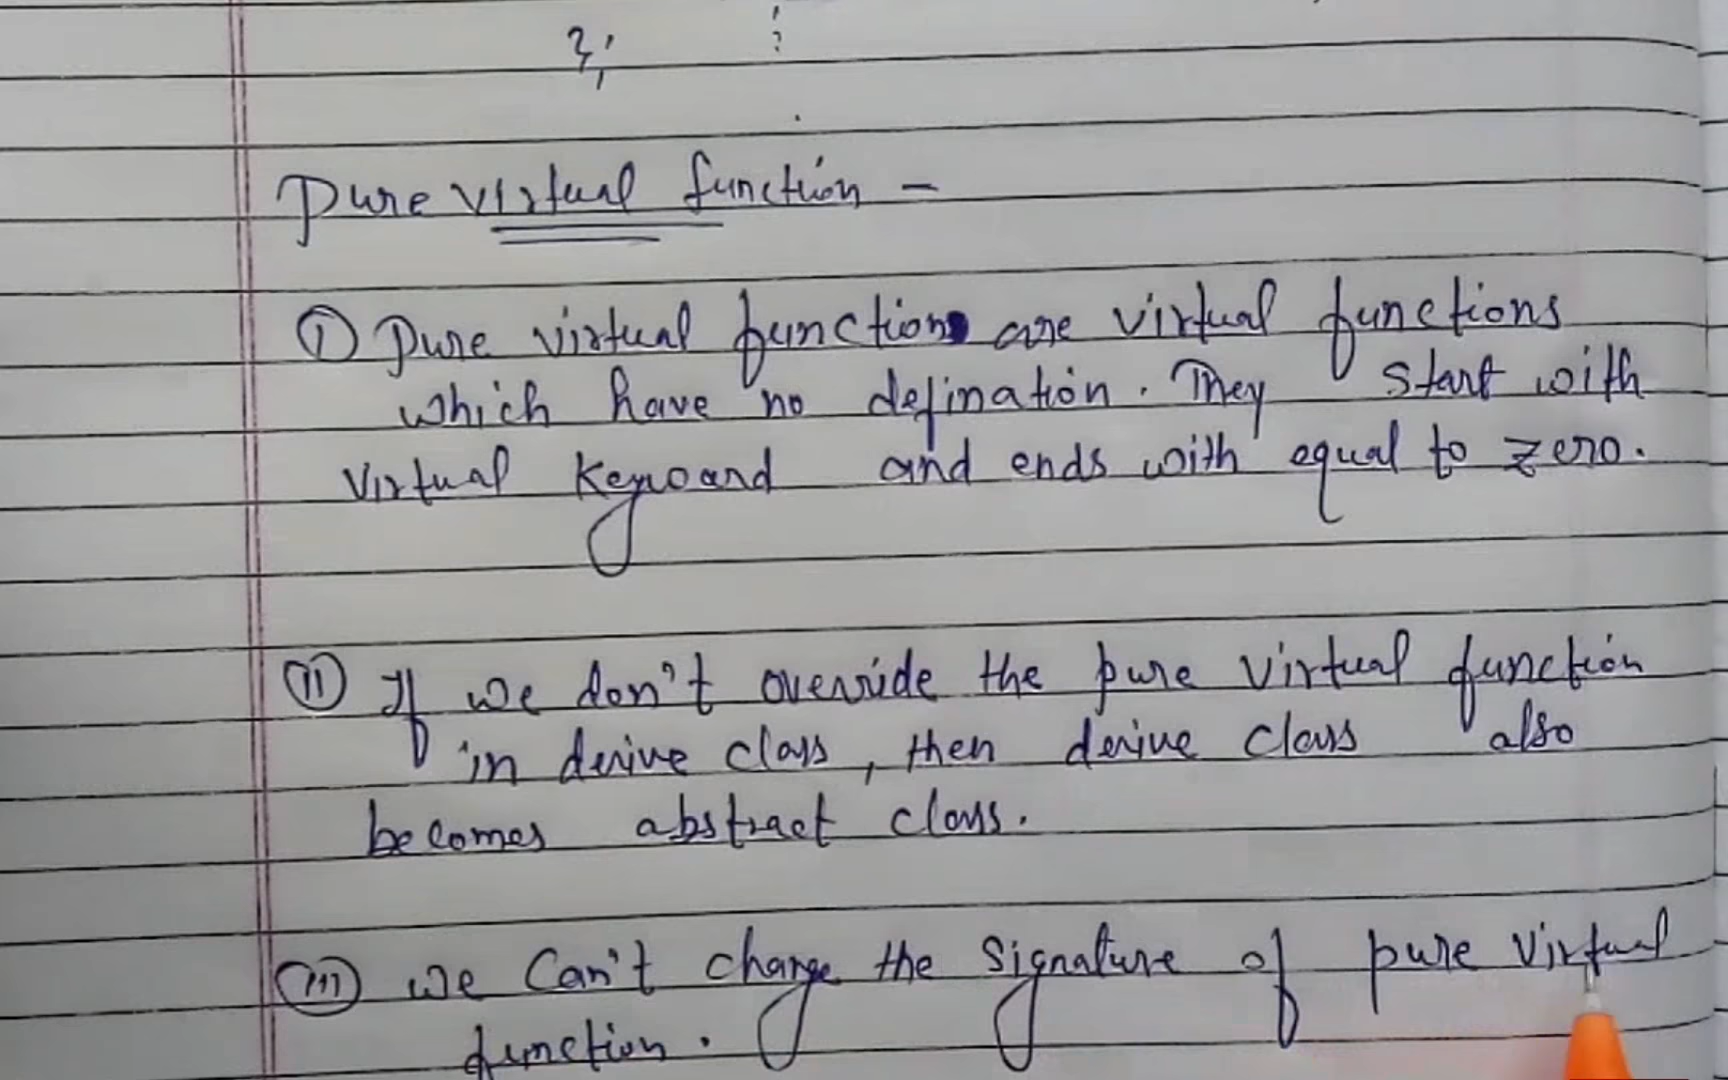 };
Pure virtual function -
(i) Pure virtual functions are virtual functions
which have no defination. They start with
virtual keyword and ends with equal to zero.
(ii) If we don't override the pure virtual function
in derive class, then derive class also
becomes abstract class.
(iii) we can't change the signature of pure virtual
function.